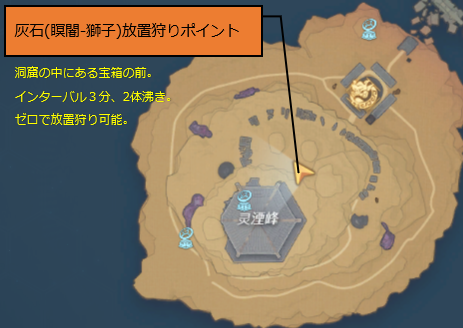 灰石(瞑闇-獅子)放置狩りポイント
洞窟の中にある宝箱の前。
インターバル３分、2体沸き。
ゼロで放置狩り可能。
灵湮峰